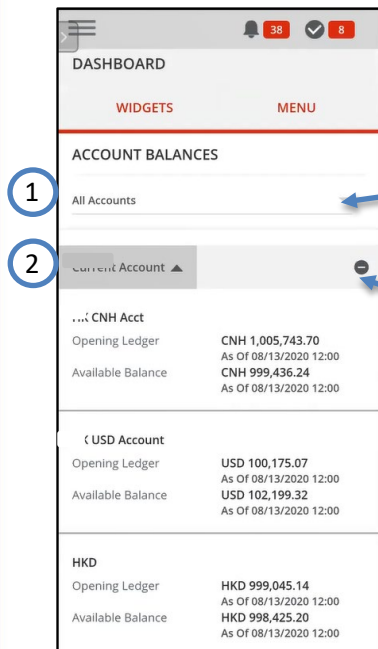 38 8
DASHBOARD
WIDGETS MENU
ACCOUNT BALANCES
1
All Accounts
2
Current Account
CNH Acct
Opening Ledger CNH 1,005,743.70
As Of 08/13/2020 12:00
Available Balance CNH 999,436.24
As Of 08/13/2020 12:00
USD Account
Opening Ledger USD 100,175.07
As Of 08/13/2020 12:00
Available Balance USD 102,199.32
As Of 08/13/2020 12:00
HKD
Opening Ledger HKD 999,045.14
As Of 08/13/2020 12:00
Available Balance HKD 998,425.20
As Of 08/13/2020 12:00